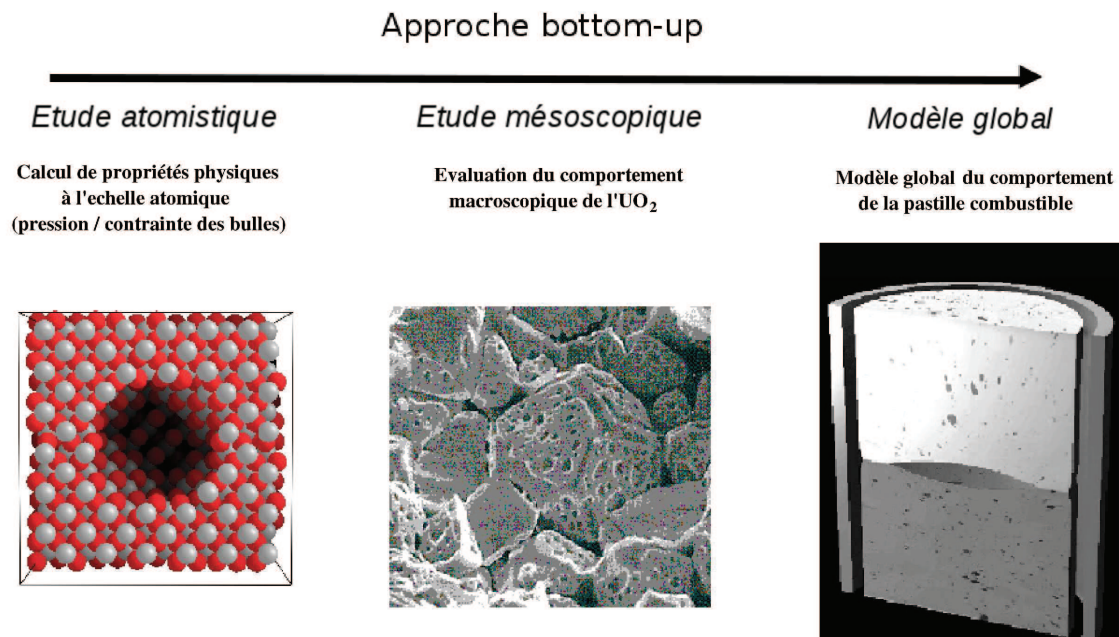 Approche bottom-up
Etude atomistique
Calcul de propriétés physiques
à l'echelle atomique
(pression / contrainte des bulles)
Etude mésoscopique
Evaluation du comportement
macroscopique de l'UO₂
Modèle global
Modèle global du comportement
de la pastille combustible